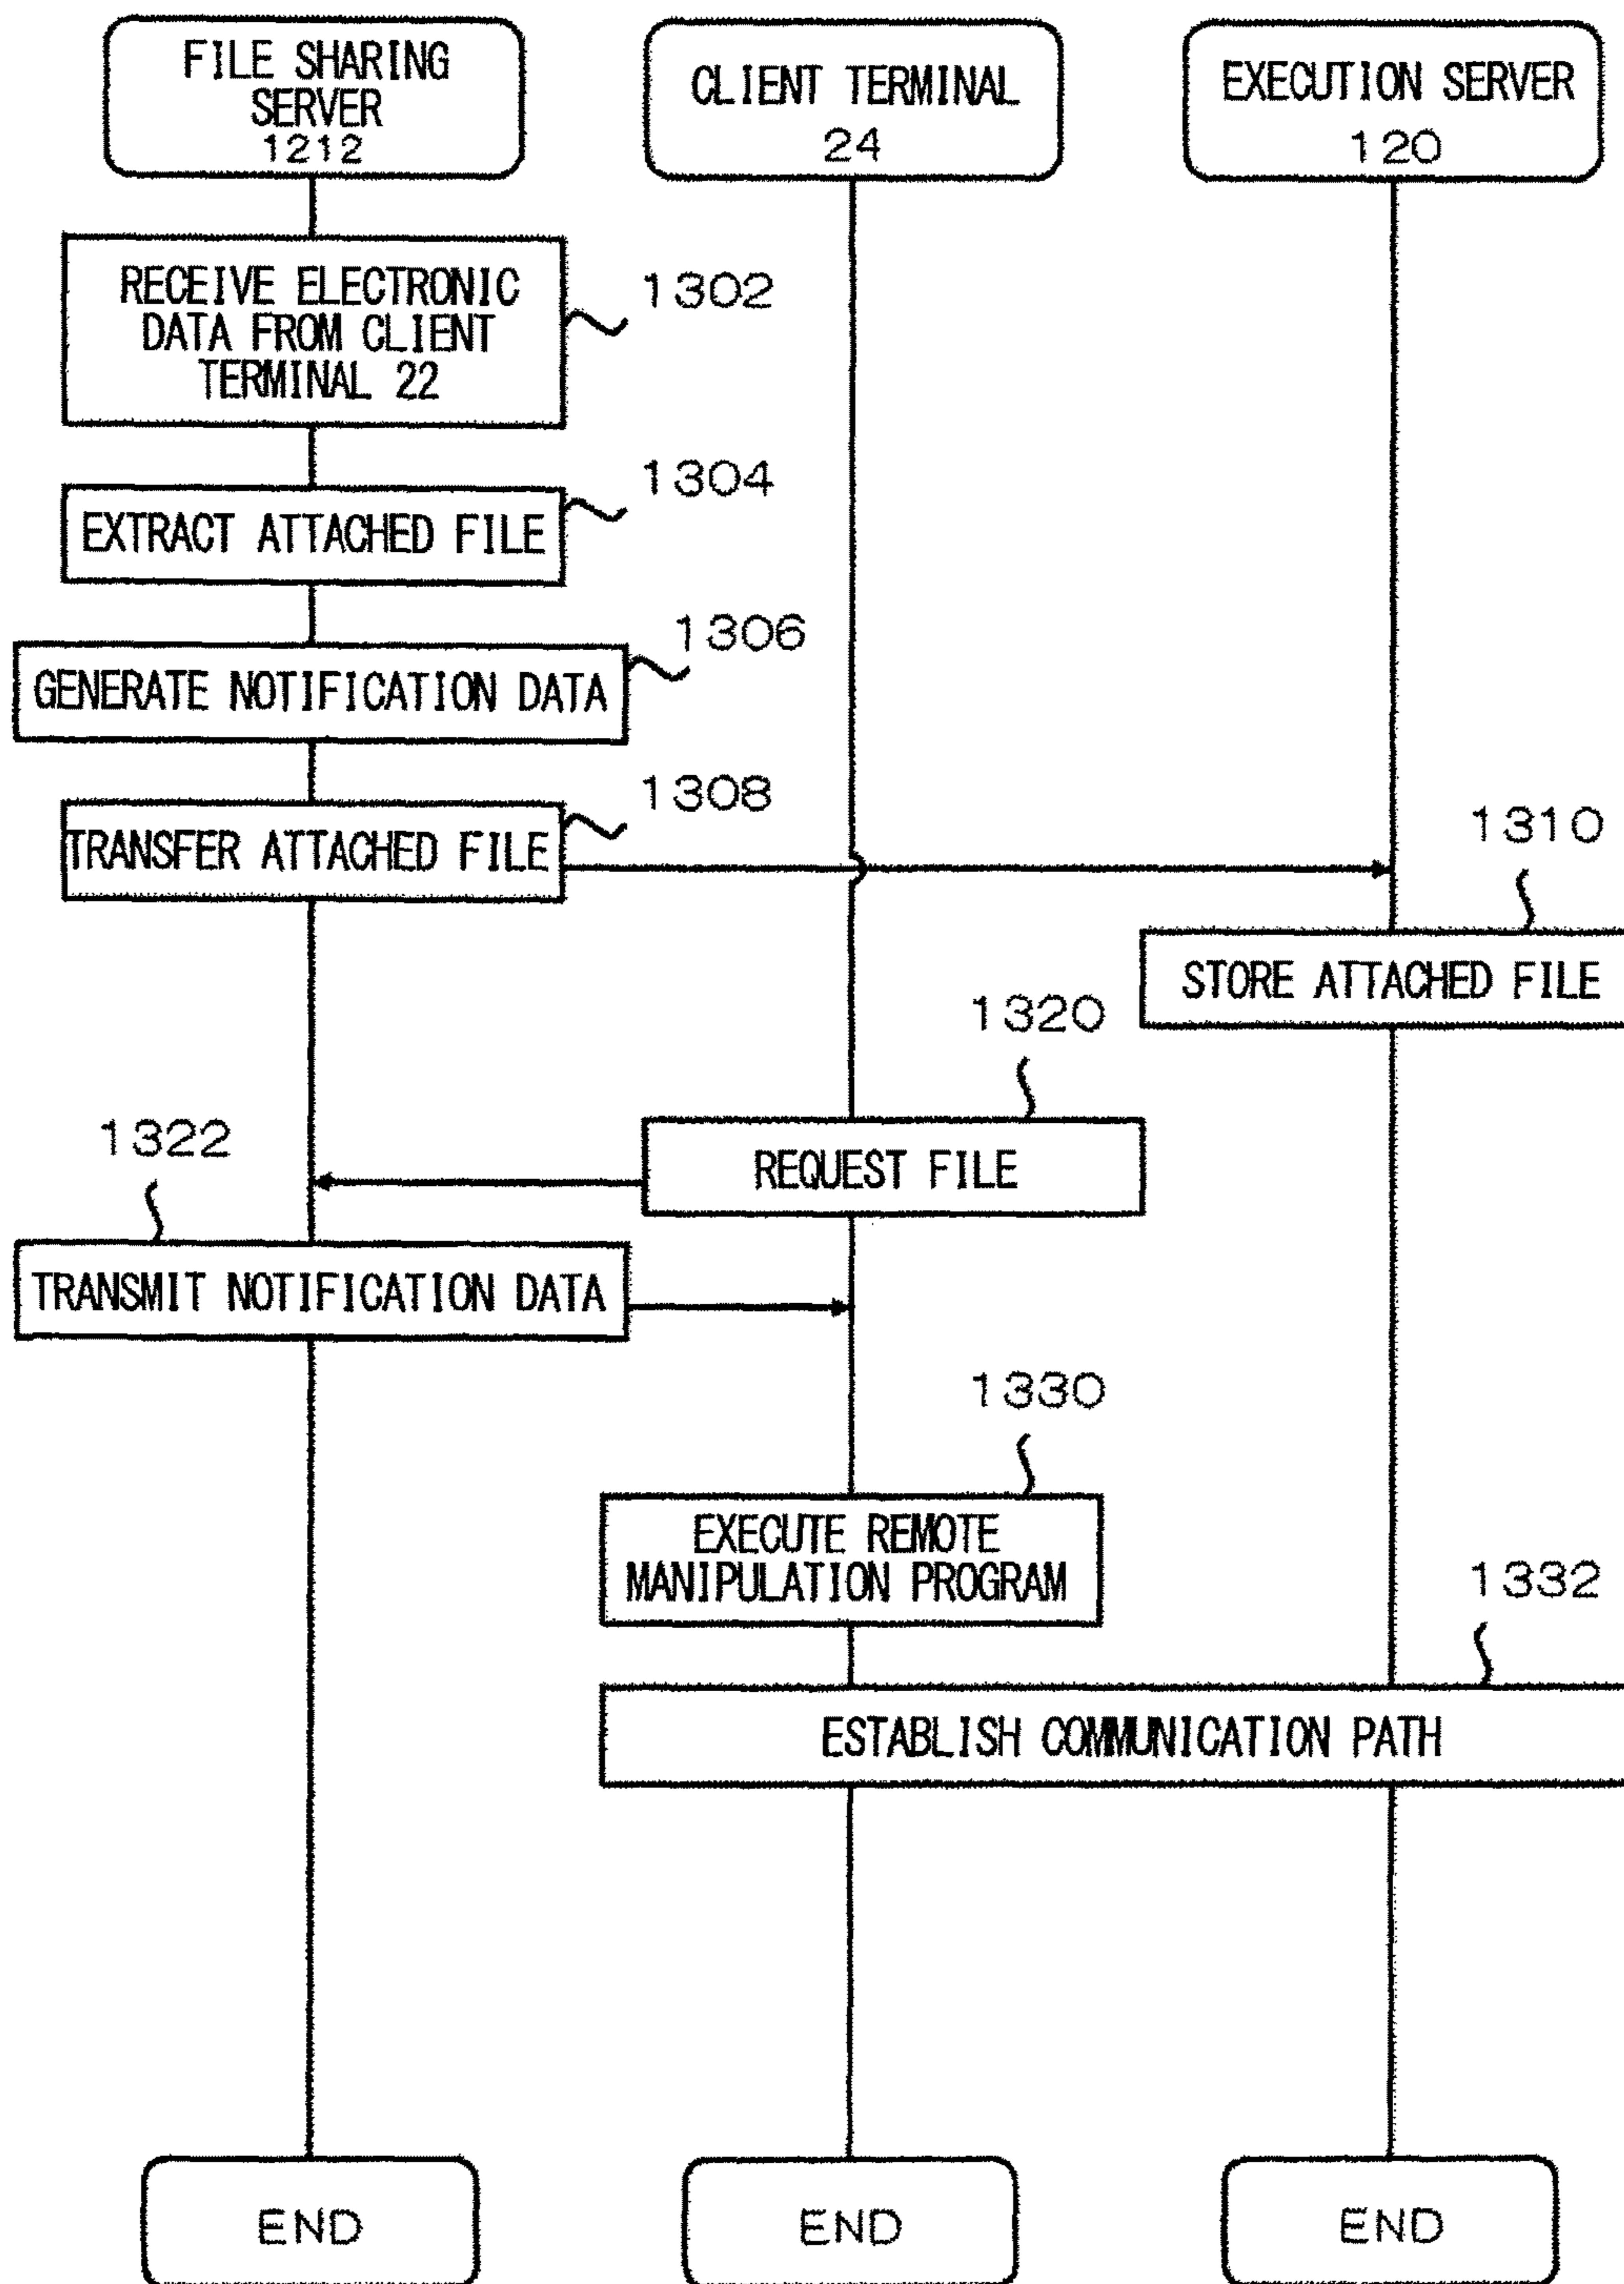 FILE SHARING
SERVER
1212
CLIENT TERMINAL
24
EXECUTION SERVER
120
RECEIVE ELECTRONIC
DATA FROM CLIENT
TERMINAL 22
1302
EXTRACT ATTACHED FILE
1304
GENERATE NOTIFICATION DATA
1306
TRANSFER ATTACHED FILE
1308
1310
STORE ATTACHED FILE
1320
REQUEST FILE
1322
TRANSMIT NOTIFICATION DATA
1330
EXECUTE REMOTE
MANIPULATION PROGRAM
1332
ESTABLISH COMMUNICATION PATH
END
END
END